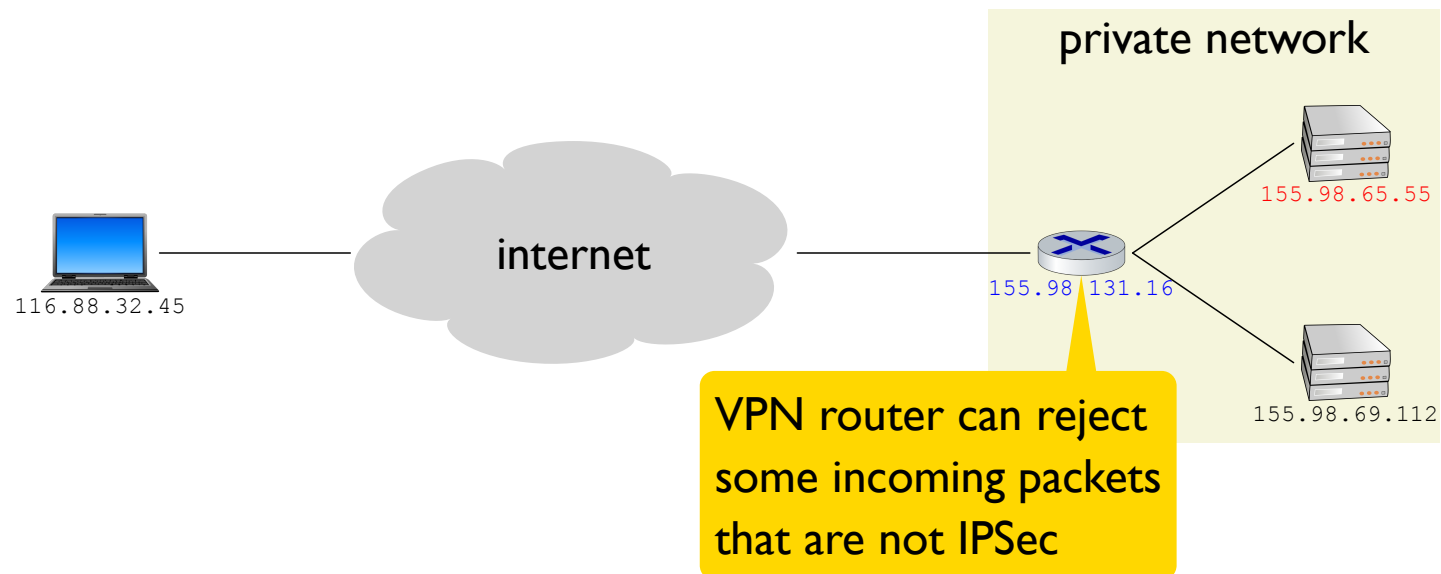 private network
155.98.65.55
internet
116.88.32.45
155.98 131.16
155.98.69.112
VPN router can reject
some incoming packets
that are not IPSec